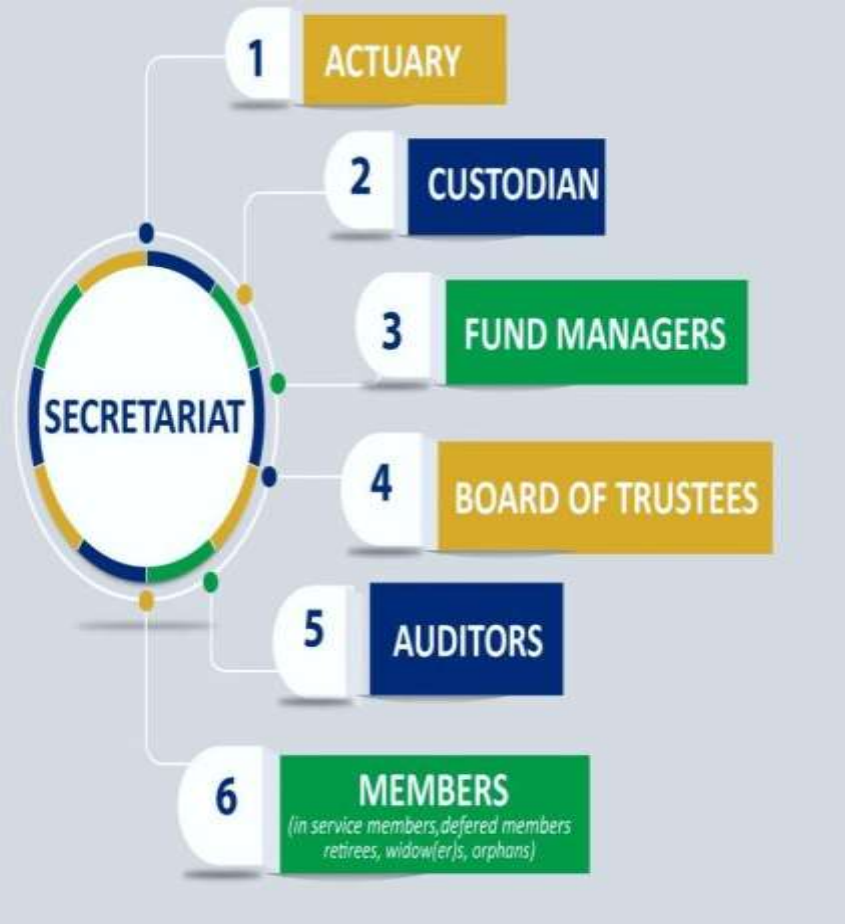 1
ACTUARY
2
CUSTODIAN
3
FUND MANAGERS
SECRETARIAT
4
BOARD OF TRUSTEES
5
AUDITORS
6
MEMBERS
(in service members,defered members
retirees, widow(er)s, orphans)